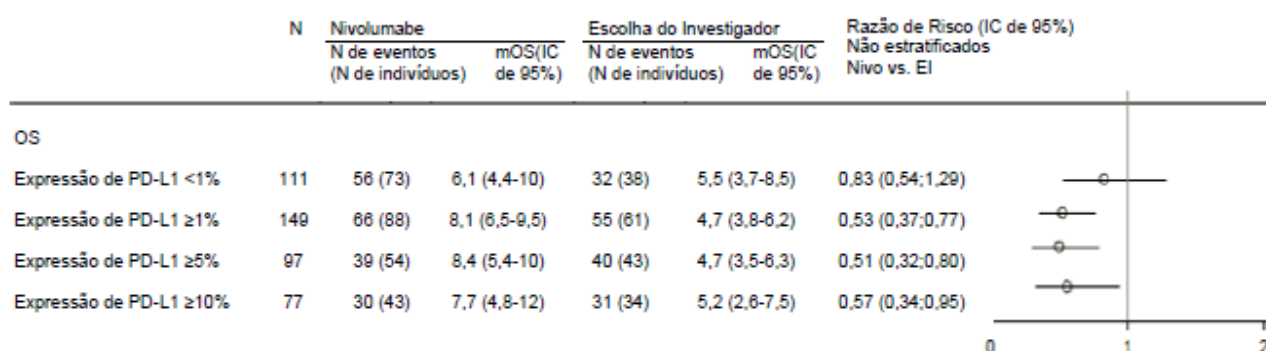 N Nivolumabe Escolha do Investigador Razão de Risco (IC de 95%)
N de eventos mOS(IC N de eventos mOS(IC Não estratificados
(N de indivíduos) de 95%) (N de indivíduos) de 95%) Nivo vs. EI
OS
Expressão de PD-L1 <1% 111 56 (73) 6,1 (4,4-10) 32 (38) 5,5 (3,7-8,5) 0,83 (0,54;1,29)
Expressão de PD-L1 ≥1% 149 66 (88) 8,1 (6,5-9,5) 55 (61) 4,7 (3,8-6,2) 0,53 (0,37;0,77)
Expressão de PD-L1 ≥5% 97 39 (54) 8,4 (5,4-10) 40 (43) 4,7 (3,5-6,3) 0,51 (0,32;0,80)
Expressão de PD-L1 ≥10% 77 30 (43) 7,7 (4,8-12) 31 (34) 5,2 (2,6-7,5) 0,57 (0,34;0,95)
0 1 2